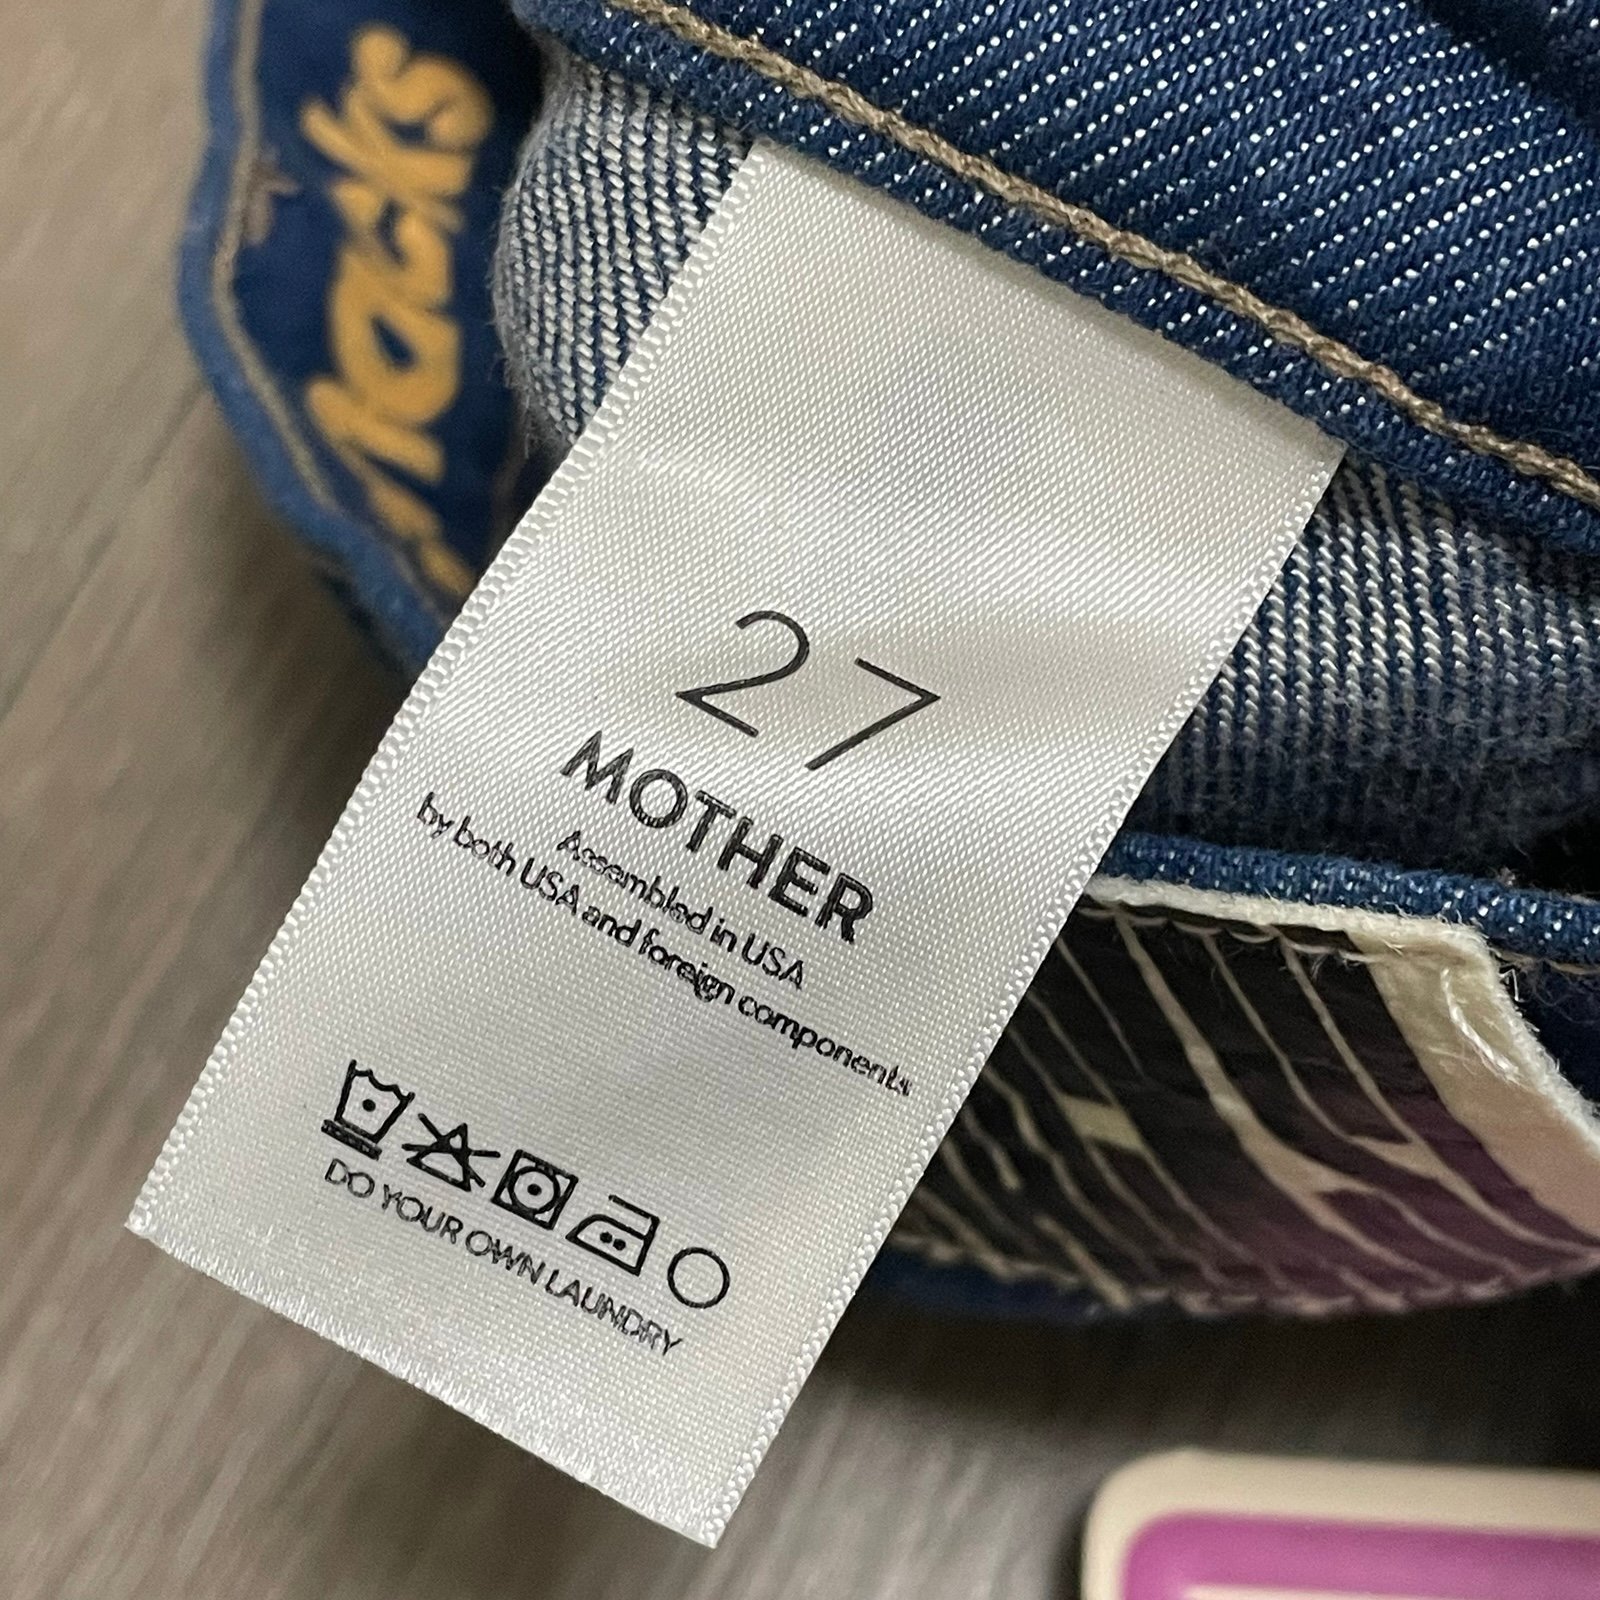 27
MOTHER
Assembled in USA
by both USA and foreign components
DO YOUR OWN LAUNDRY